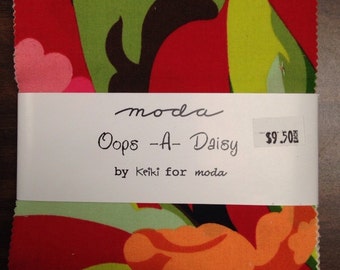 moda
Oops -A- Daisy
$9.50
by Keiki for moda